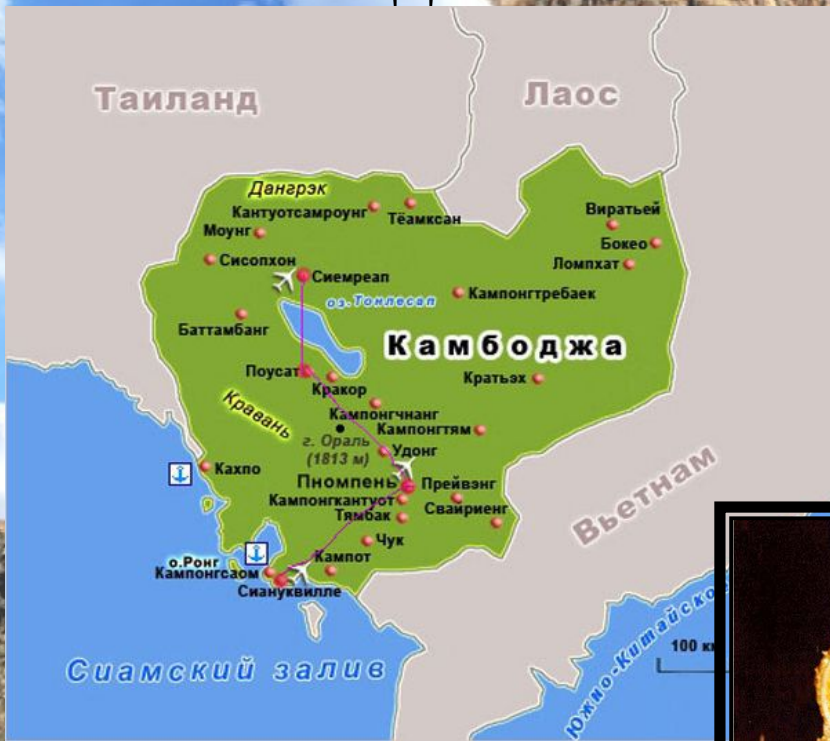 Таиланд
Лаос
Дангрэк
Кантуотсамроунг
Тёамксан
Виратьей
Моунг
Бокео
Сисопхон
Ломпхат
Сиемреап
Кампонгтребаек
оз.Тонлесап
Баттамбанг
Камбоджа
Поусат
Кракор
Кратьэх
Кравань
Кампонгчнанг
Кампонгтям
г. Ораль
(1813 м)
Удонг
Кахпо
Пномпень
Прейвэнг
Кампонгкантуот
Свайриенг
Тямбак
Вьетнам
Чук
о.Ронг
Кампот
Кампонгсаом
Сиануквилле
Сиамский залив
Южно-Китайско
100 к